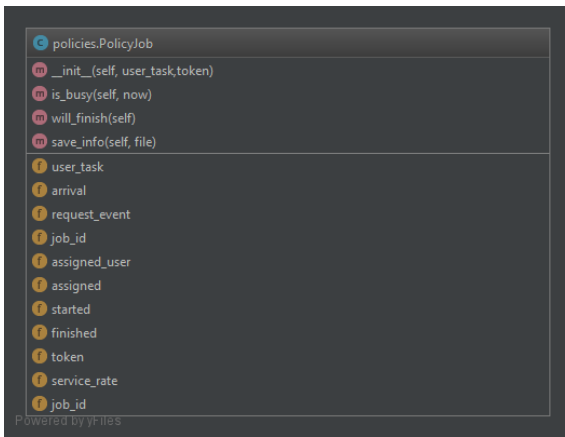 C policies.PolicyJob
m __init__(self, user_task,token)
m is_busy(self, now)
m will_finish(self)
m save_info(self, file)
f user_task
f arrival
f request_event
f job_id
f assigned_user
f assigned
f started
f finished
f token
f service_rate
f job_id
Powered by yFiles